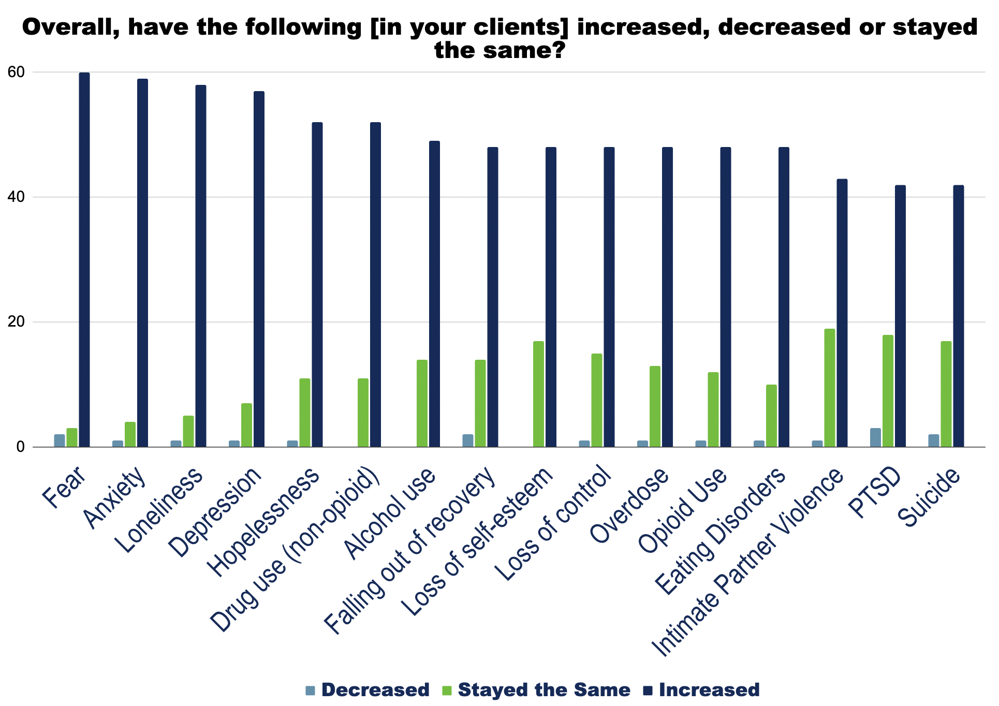 Overall, have the following [in your clients] increased, decreased or stayed
the same?
60
40
20
0
Fear
Anxiety
Loneliness
Depression
Hopelessness
Drug use (non-opioid)
Alcohol use
Falling out of recovery
Loss of self-esteem
Loss of control
Overdose
Opioid Use
Eating Disorders
Intimate Partner Violence
PTSD
Suicide
Decreased Stayed the Same Increased